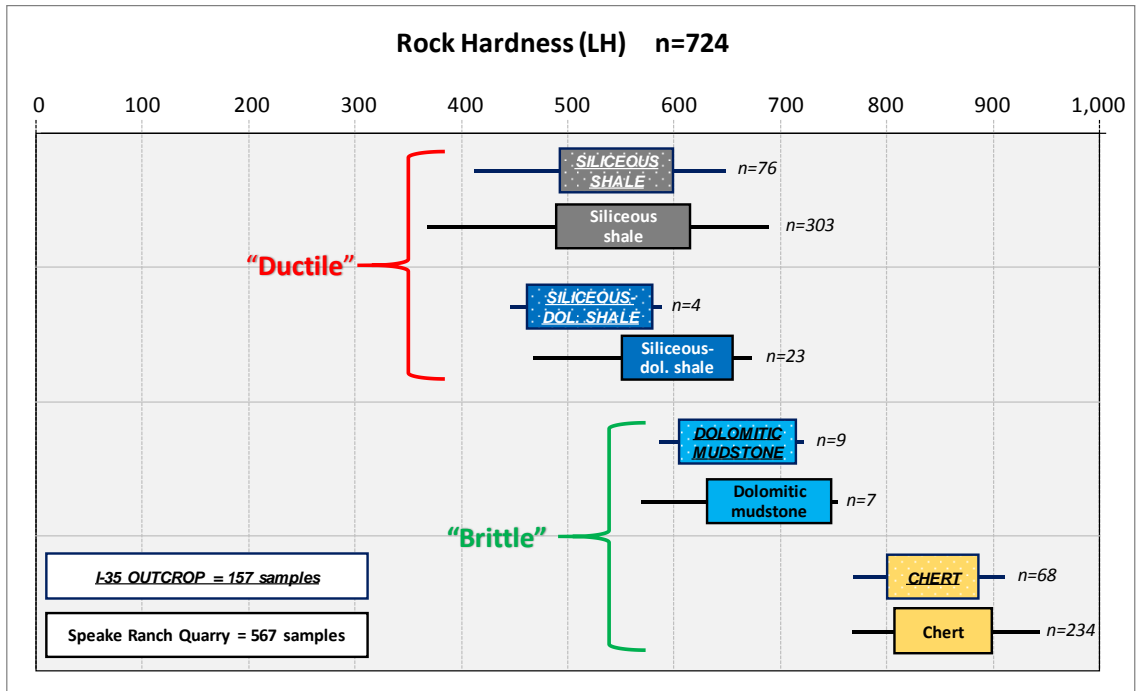 Rock Hardness (LH) n=724
0 100 200 300 400 500 600 700 800 900 1,000
SILICEOUS
SHALE
n=76
Siliceous
shale
n=303
"Ductile"
SILICEOUS-
DOL. SHALE
n=4
Siliceous-
dol. shale
n=23
DOLOMITIC
MUDSTONE
n=9
Dolomitic
mudstone
n=7
"Brittle"
I-35 OUTCROP = 157 samples
CHERT
n=68
Speake Ranch Quarry = 567 samples
Chert
n=234